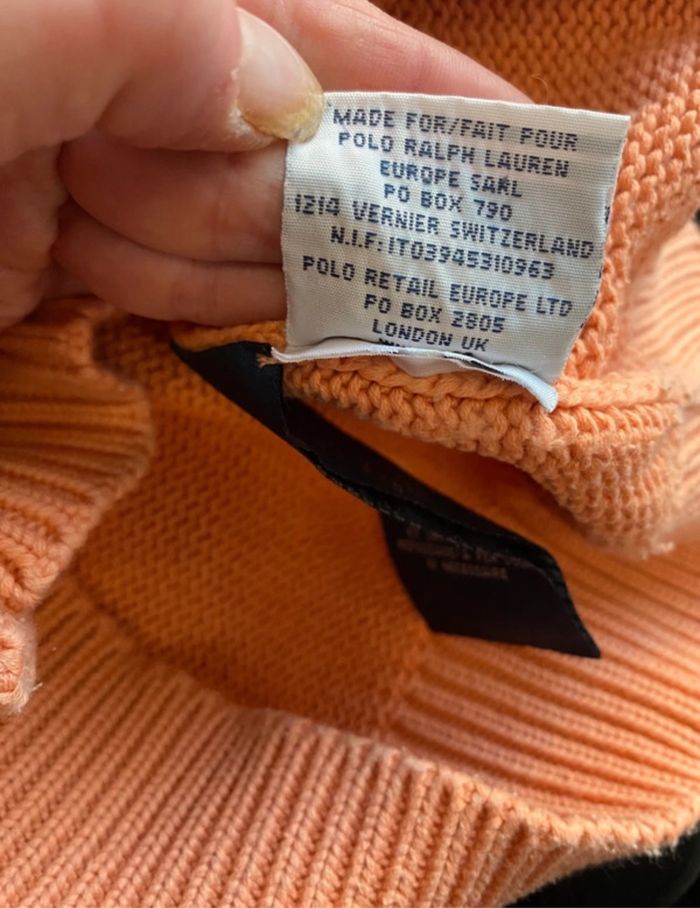 MADE FOR/FAIT POUR
POLO RALPH LAUREN
EUROPE SARL
PO BOX 790
1214 VERNIER SWITZERLAND
N.I.F: IT03945310963
POLO RETAIL EUROPE LTD
PO BOX 2805
LONDON UK